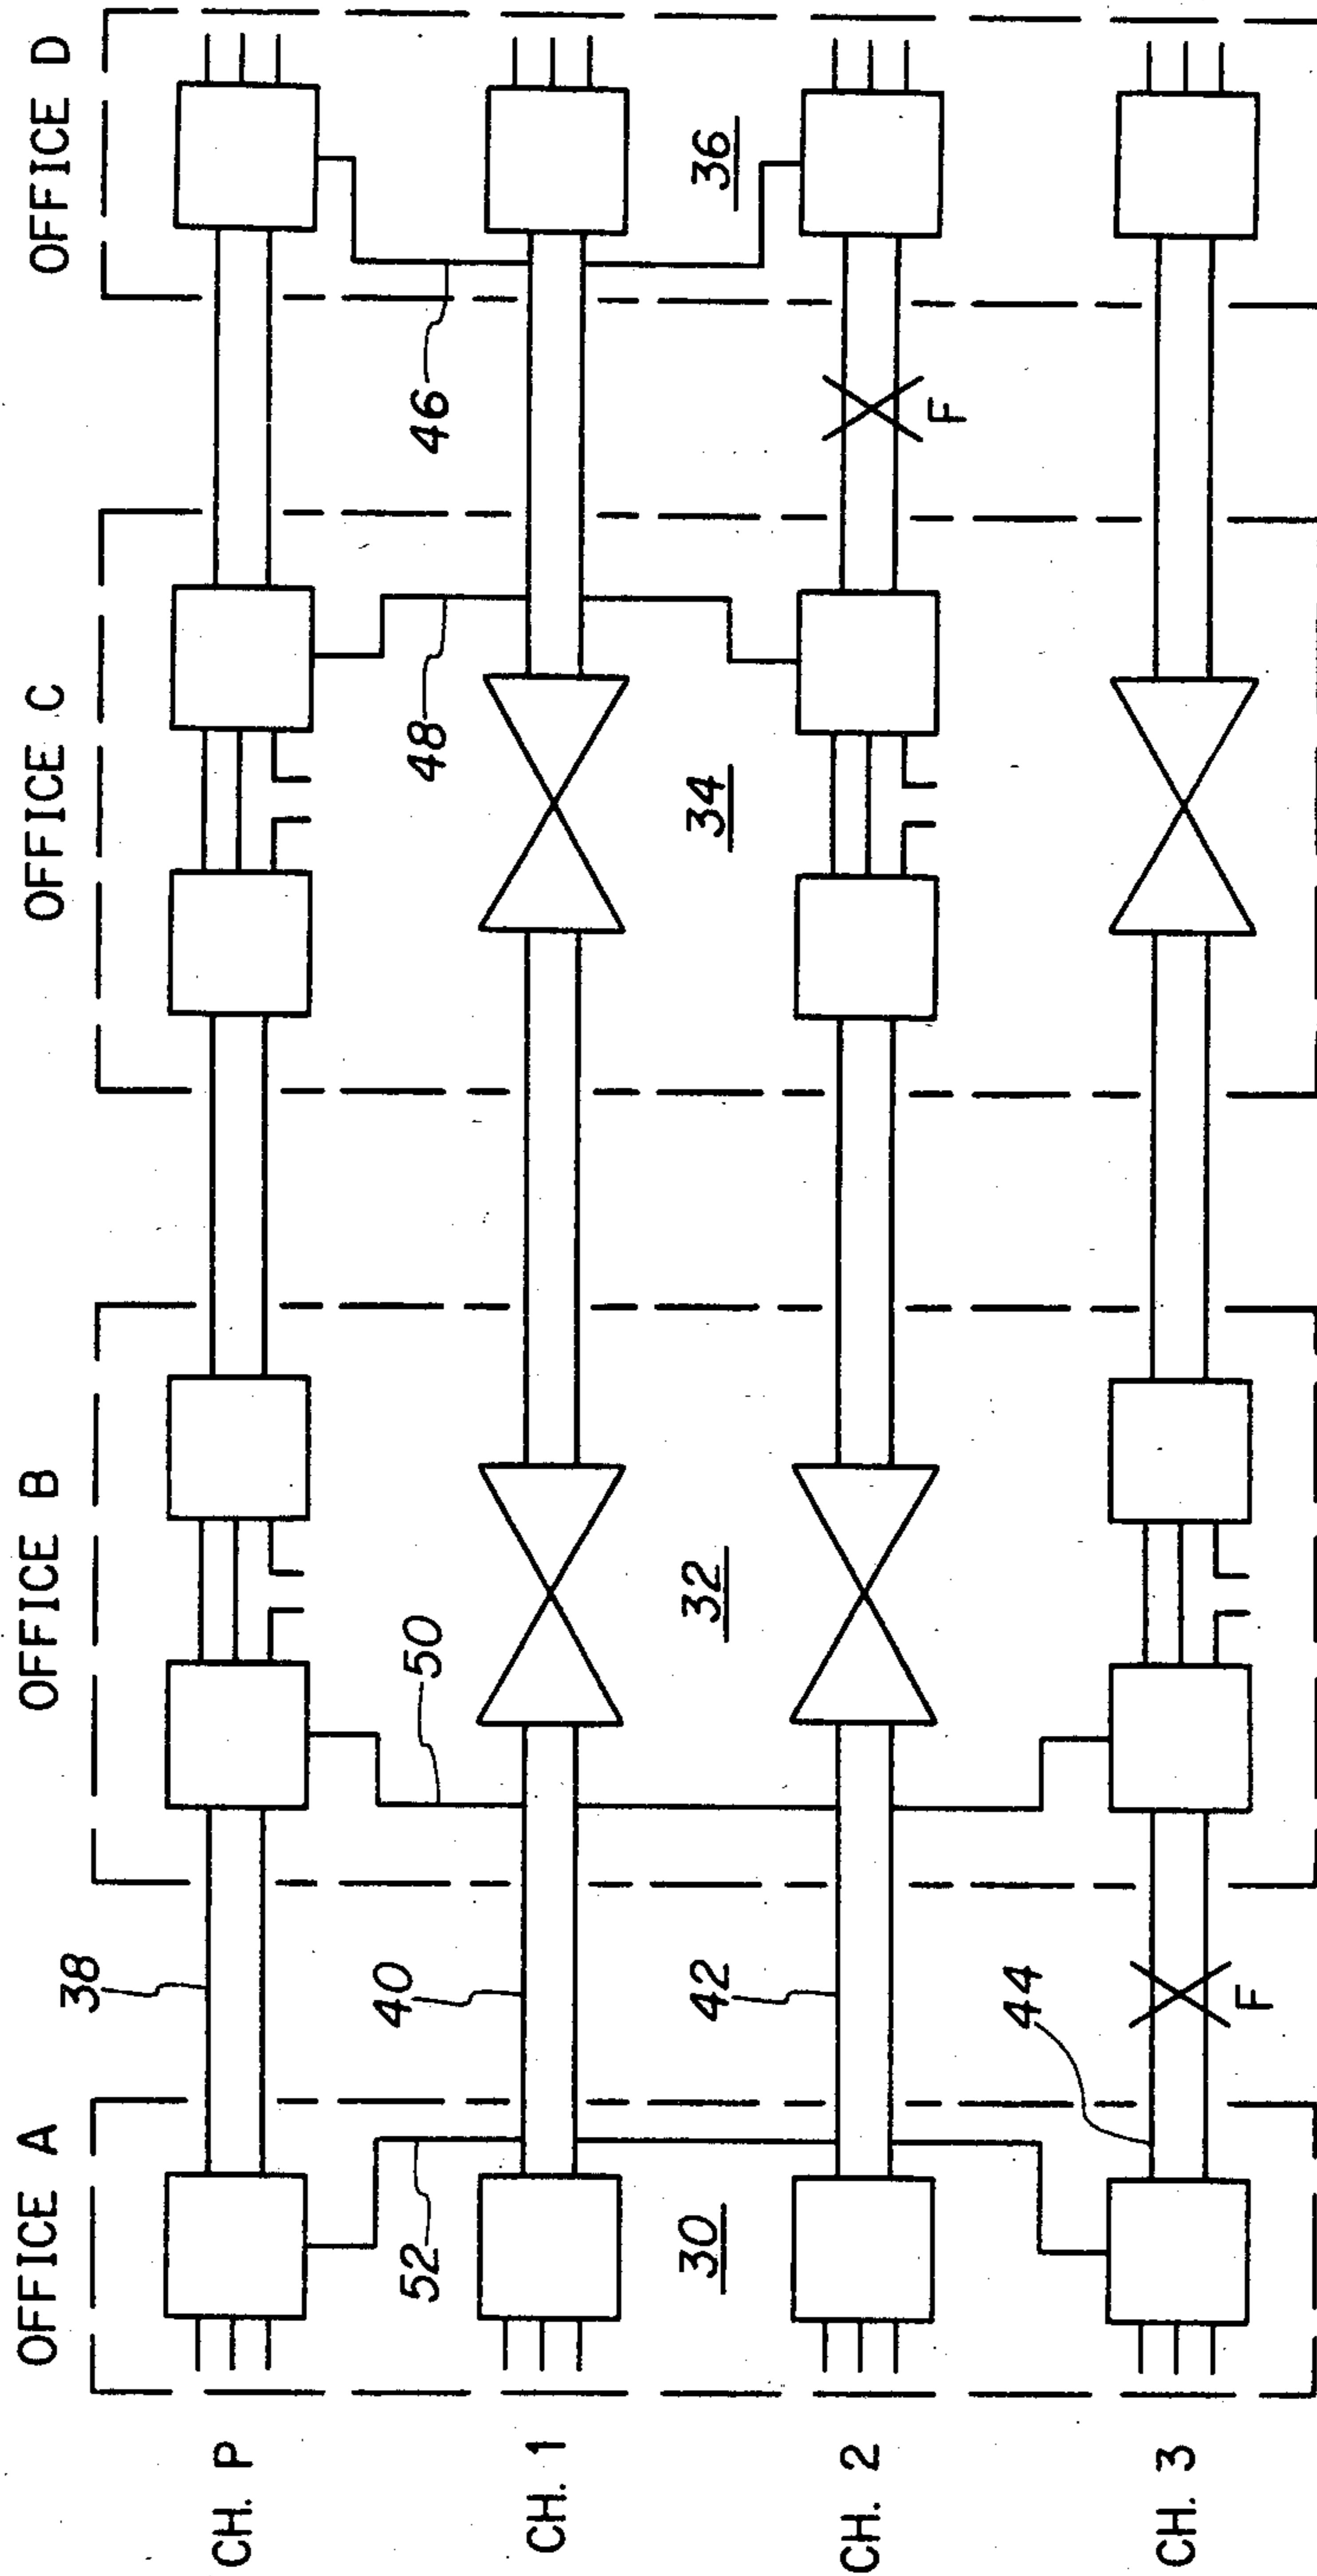 OFFICE A
OFFICE B
OFFICE C
OFFICE D
CH. P
38
52
50
48
46
CH. 1
40
30
32
34
36
CH. 2
42
F
CH. 3
44
F